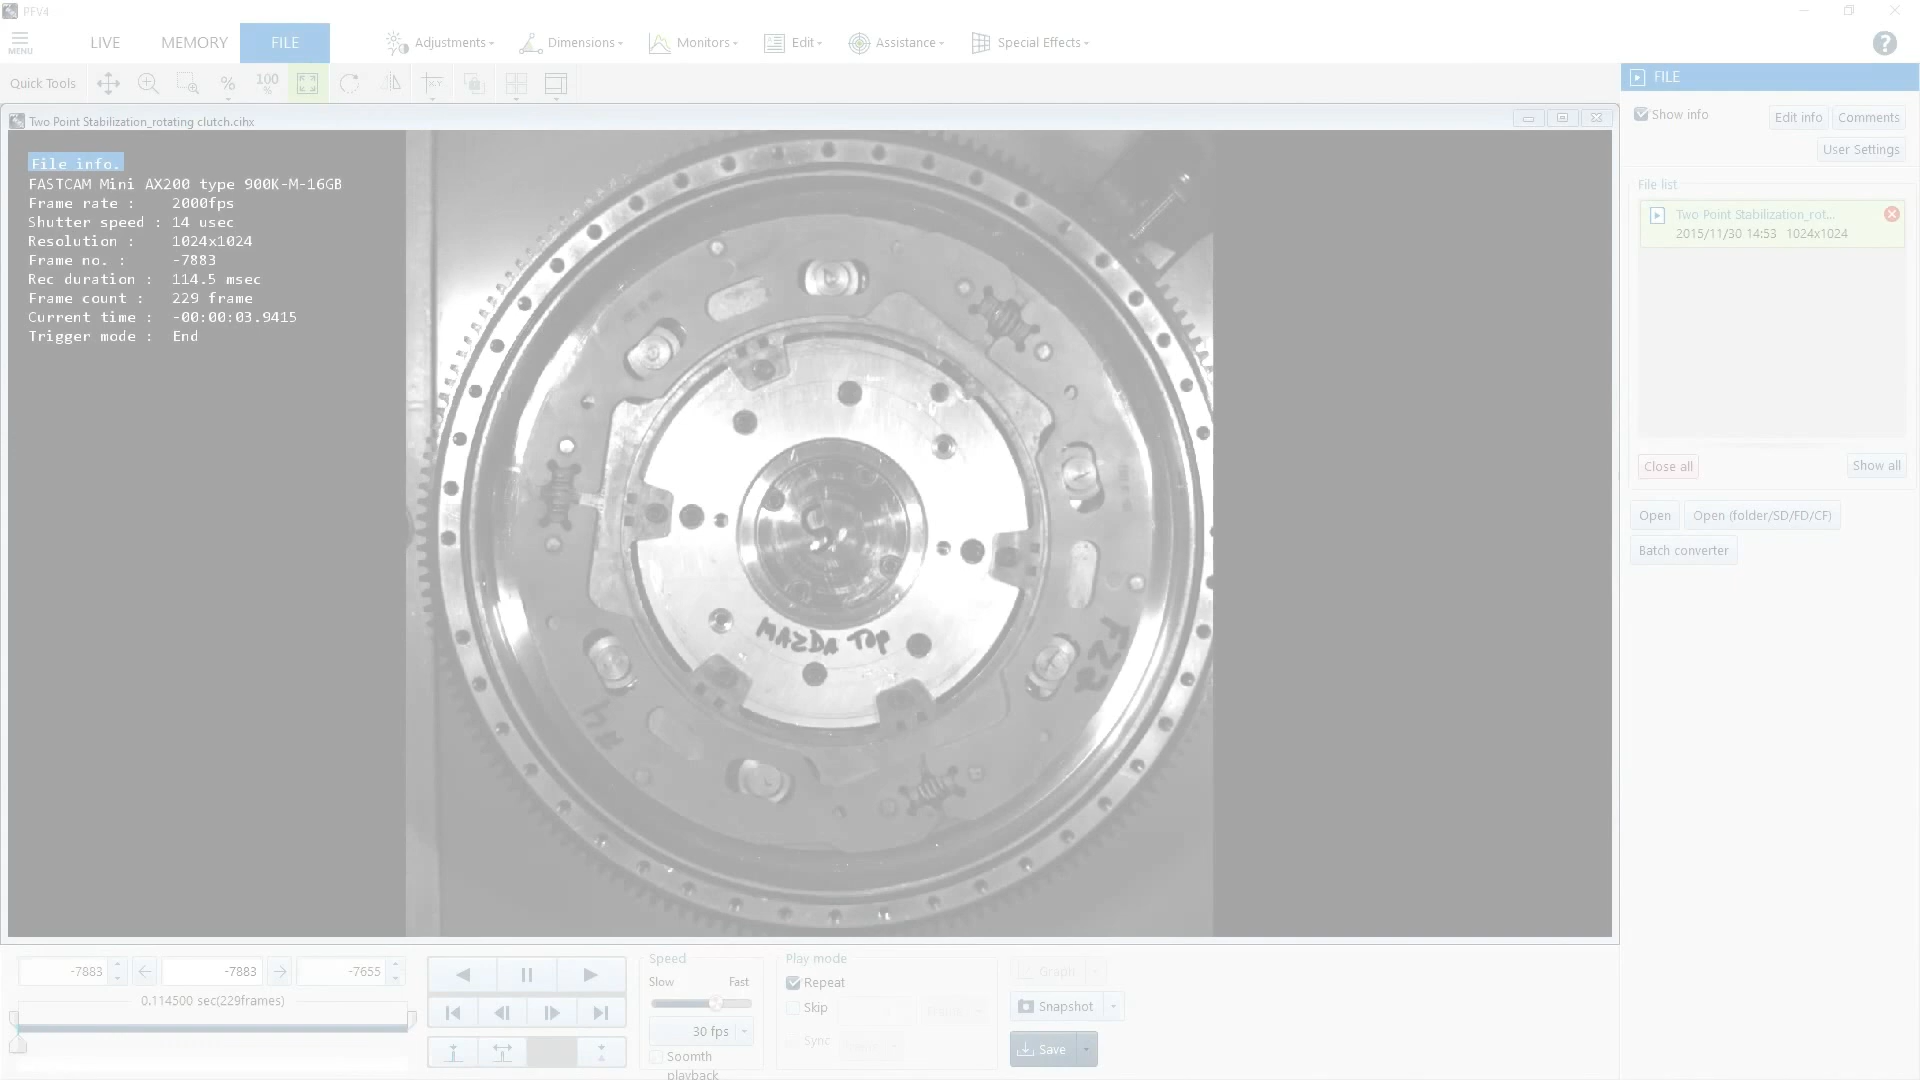 PFV4
MENU
LIVE
MEMORY
FILE
Adjustments
Dimensions
Monitors
Edit
Assistance
Special Effects
?
Quick Tools
%
100 %
Two Point Stabilization_rotating clutch.cihx
File info.
FASTCAM Mini AX200 type 900K-M-16GB
Frame rate : 2000fps
Shutter speed : 14 usec
Resolution : 1024x1024
Frame no. : -7883
Rec duration : 114.5 msec
Frame count : 229 frame
Current time : -00:00:03.9415
Trigger mode : End
MAZDA TOP
FILE
Show info
Edit info
Comments
User Settings
File list
Two Point Stabilization_rot...
2015/11/30 14:53 1024x1024
Close all
Show all
Open
Open (folder/SD/FD/CF)
Batch converter
-7883
-7883
-7655
0.114500 sec(229frames)
Speed
Slow
Fast
30 fps
Soomth playback
Play mode
Repeat
Skip
Frame
Sync
Graph
Snapshot
Save